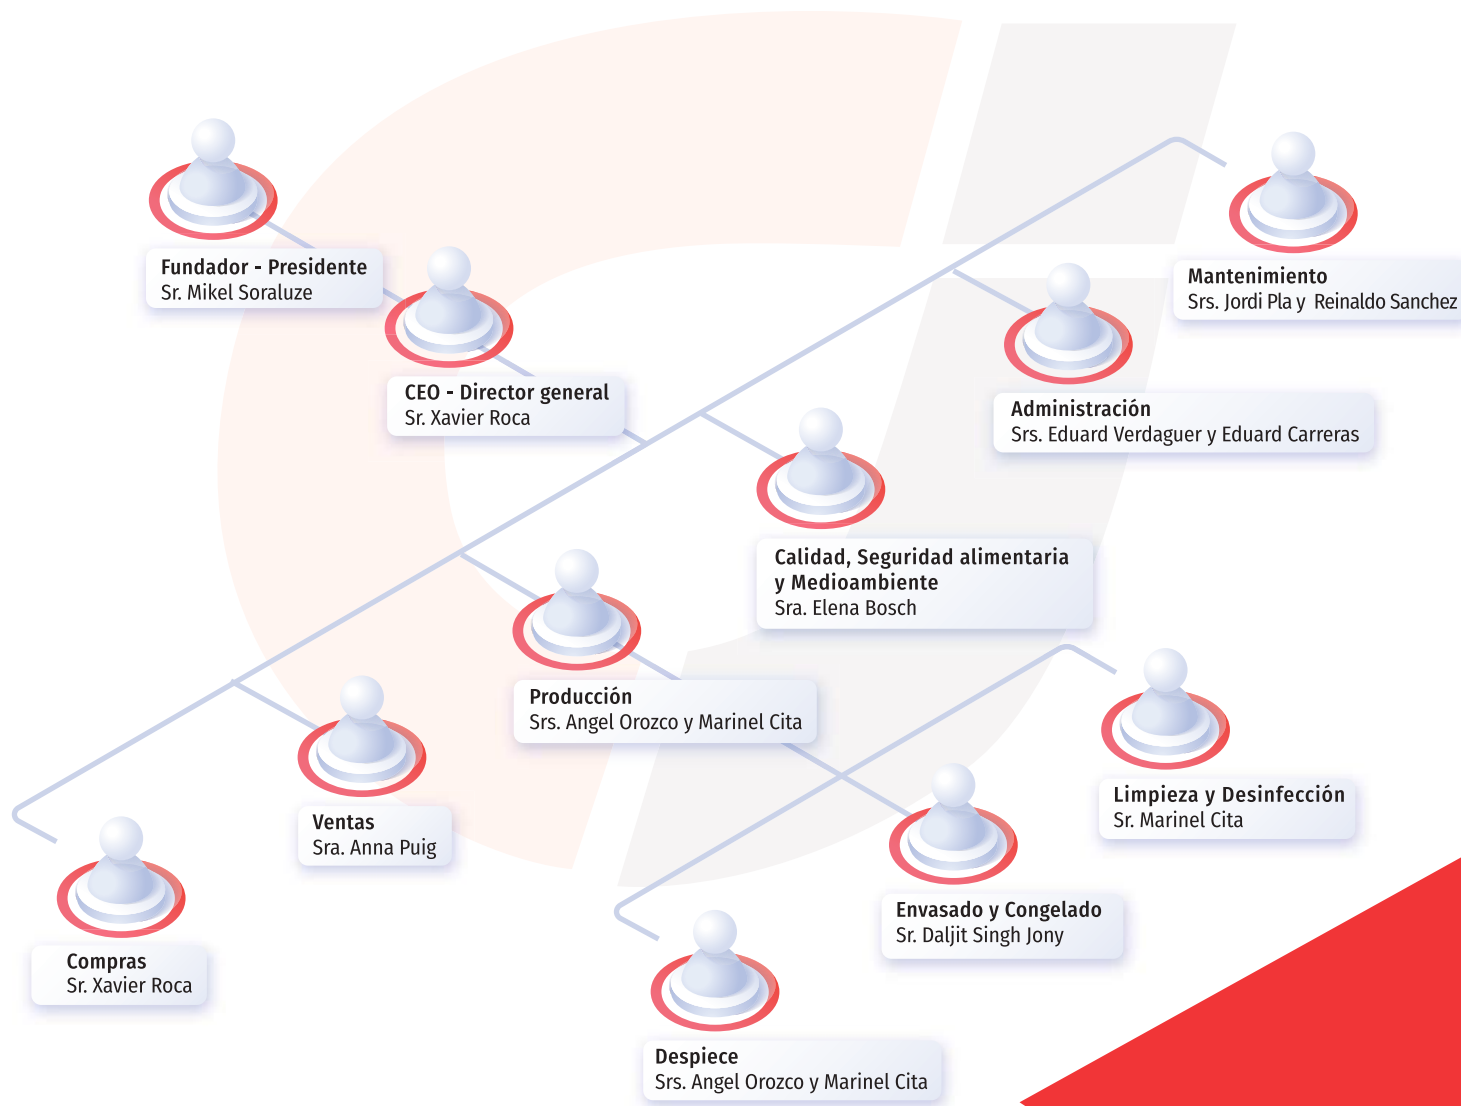 Fundador - Presidente
Sr. Mikel Soraluze
CEO - Director general
Sr. Xavier Roca
Mantenimiento
Srs. Jordi Pla y Reinaldo Sanchez
Administración
Srs. Eduard Verdaguer y Eduard Carreras
Calidad, Seguridad alimentaria
y Medioambiente
Sra. Elena Bosch
Producción
Srs. Angel Orozco y Marinel Cita
Ventas
Sra. Anna Puig
Compras
Sr. Xavier Roca
Limpieza y Desinfección
Sr. Marinel Cita
Envasado y Congelado
Sr. Daljit Singh Jony
Despiece
Srs. Angel Orozco y Marinel Cita